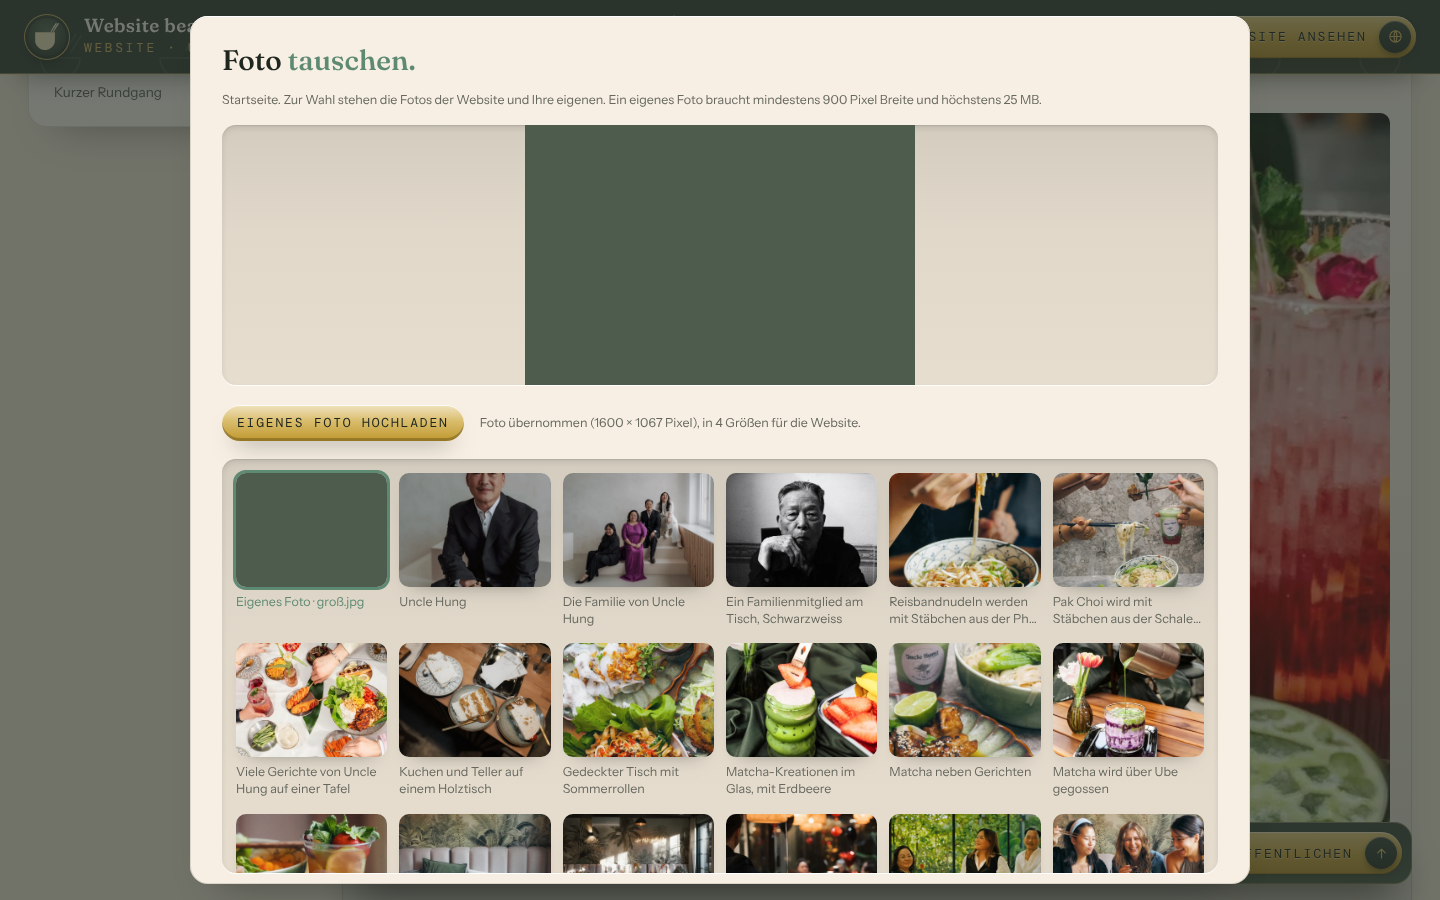 Website
WEBSITE ·
SITE ANSEHEN
Kurzer Rundgang
Foto tauschen.
Startseite. Zur Wahl stehen die Fotos der Website und Ihre eigenen. Ein eigenes Foto braucht mindestens 900 Pixel Breite und höchstens 25 MB.
EIGENES FOTO HOCHLADEN
Foto übernommen (1600 × 1067 Pixel), in 4 Größen für die Website.
Eigenes Foto · groß.jpg
Uncle Hung
Die Familie von Uncle
Hung
Ein Familienmitglied am
Tisch, Schwarzweiss
Reisbandnudeln werden
mit Stäbchen aus der Ph…
Pak Choi wird mit
Stäbchen aus der Schale…
Viele Gerichte von Uncle
Hung auf einer Tafel
Kuchen und Teller auf
einem Holztisch
Gedeckter Tisch mit
Sommerrollen
Matcha-Kreationen im
Glas, mit Erdbeere
Matcha neben Gerichten
Matcha wird über Ube
gegossen
FENTLICHEN